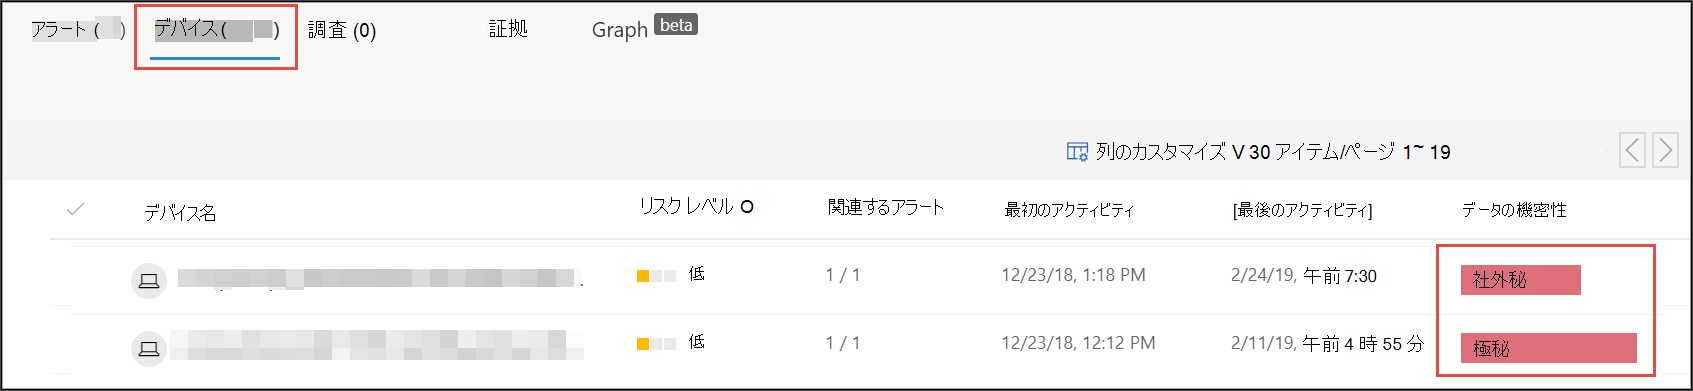 アラート ( )
デバイス ( )
調査 (0)
証拠
Graph beta
列のカスタマイズ V 30 アイテム/ページ 1~ 19
デバイス名 リスク レベル O 関連するアラート 最初のアクティビティ [最後のアクティビティ] データの機密性
低 1 / 1 12/23/18, 1:18 PM 2/24/19, 午前 7:30 社外秘
低 1 / 1 12/23/18, 12:12 PM 2/11/19, 午前 4 時 55 分 極秘